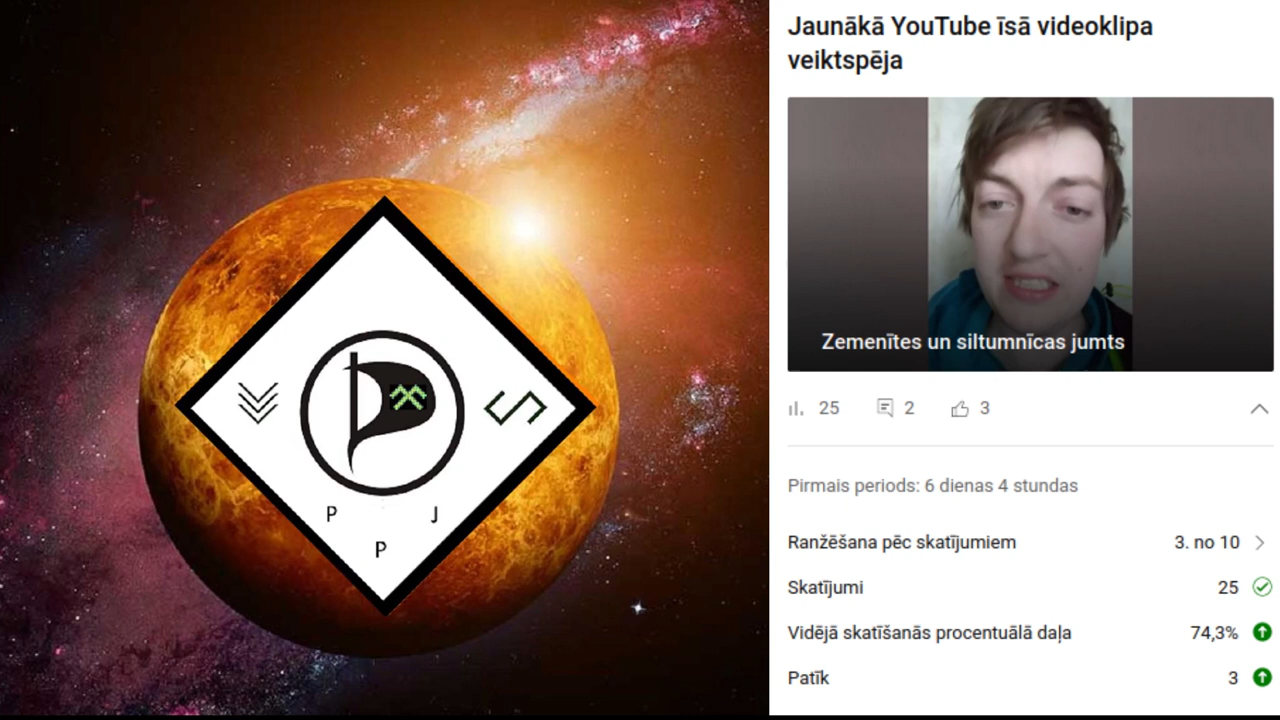 P J
P
Jaunākā YouTube īsā videoklipa
veiktspēja
Zemenītes un siltumnīcas jumts
25 2 3
Pirmais periods: 6 dienas 4 stundas
Ranžēšana pēc skatījumiem 3. no 10
Skatījumi 25
Vidējā skatīšanās procentuālā daļa 74,3%
Patīk 3